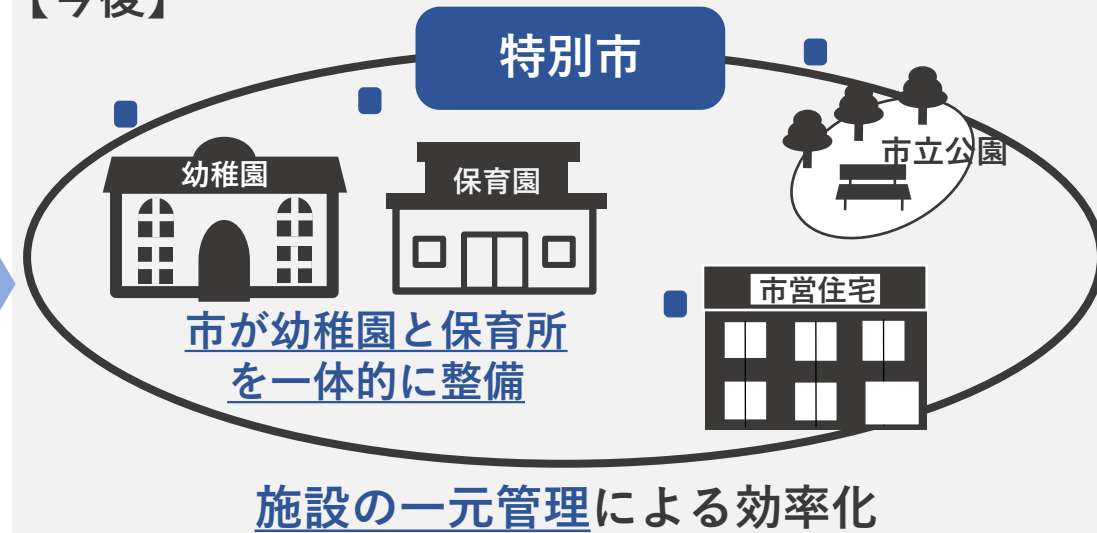 【今後】
特別市
幼稚園
保育園
市立公園
市営住宅
市が幼稚園と保育所
を一体的に整備
施設の一元管理による効率化